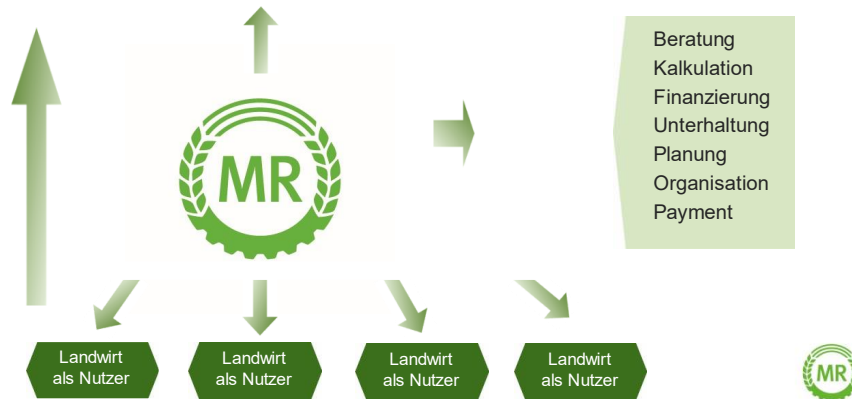 Beratung
Kalkulation
Finanzierung
Unterhaltung
Planung
Organisation
Payment
MR
Landwirt
als Nutzer
Landwirt
als Nutzer
Landwirt
als Nutzer
Landwirt
als Nutzer
MR